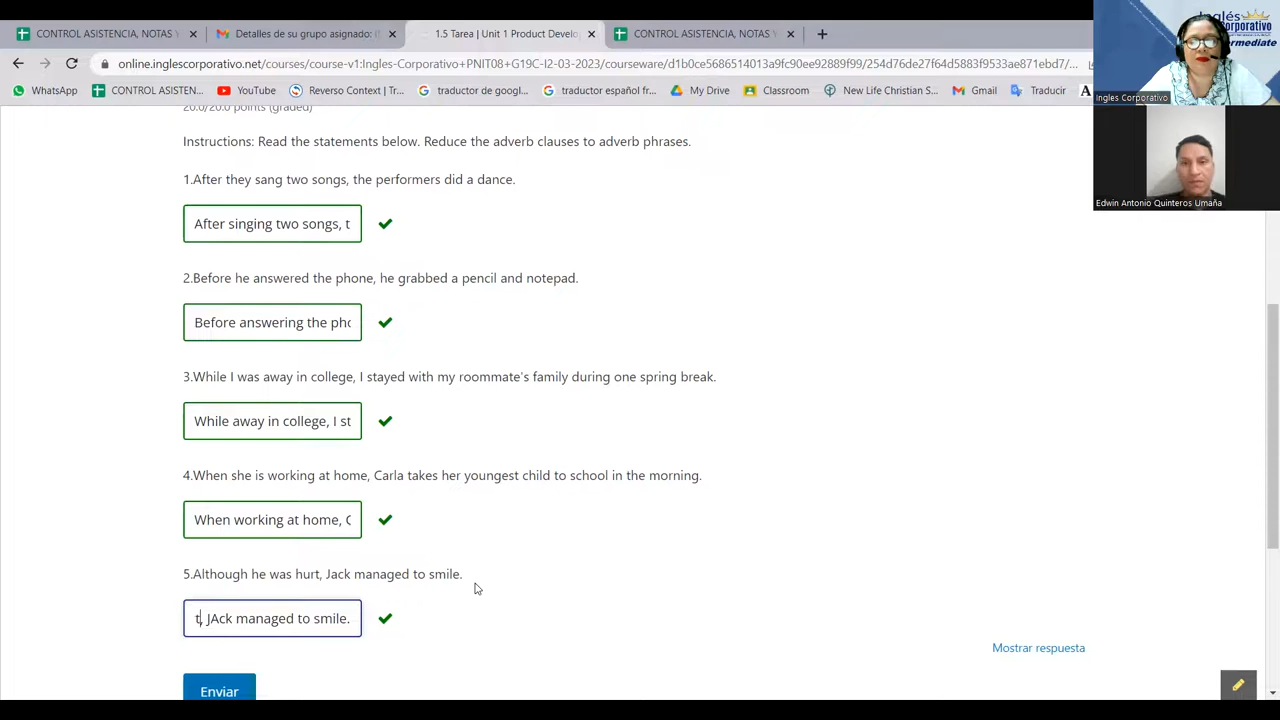 CONTROL ASISTENCIA, NOTAS Y
Detalles de su grupo asignado: i
1.5 Tarea | Unit 1 Product Develo
CONTROL ASISTENCIA, NOTAS Y
online.inglescorporativo.net/courses/course-v1:Ingles-Corporativo+PNIT08+G19C-I2-03-2023/courseware/d1b0ce5686514013a9fc90ee92889f99/254d76de27f64d5883f9533ae871ebd7/...
WhatsApp
CONTROL ASISTEN...
YouTube
Reverso Context | Tr...
traductor de googl...
traductor español fr...
My Drive
Classroom
New Life Christian S...
Gmail
Traducir
A
Inglés
Corporativo
Intermediate
Ingles Corporativo
Edwin Antonio Quinteros Umaña
20.0/20.0 points (graded)
Instructions: Read the statements below. Reduce the adverb clauses to adverb phrases.
1.After they sang two songs, the performers did a dance.
After singing two songs, t
2.Before he answered the phone, he grabbed a pencil and notepad.
Before answering the pho
3.While I was away in college, I stayed with my roommate's family during one spring break.
While away in college, I st
4.When she is working at home, Carla takes her youngest child to school in the morning.
When working at home, C
5.Although he was hurt, Jack managed to smile.
t, JAck managed to smile.
Mostrar respuesta
Enviar